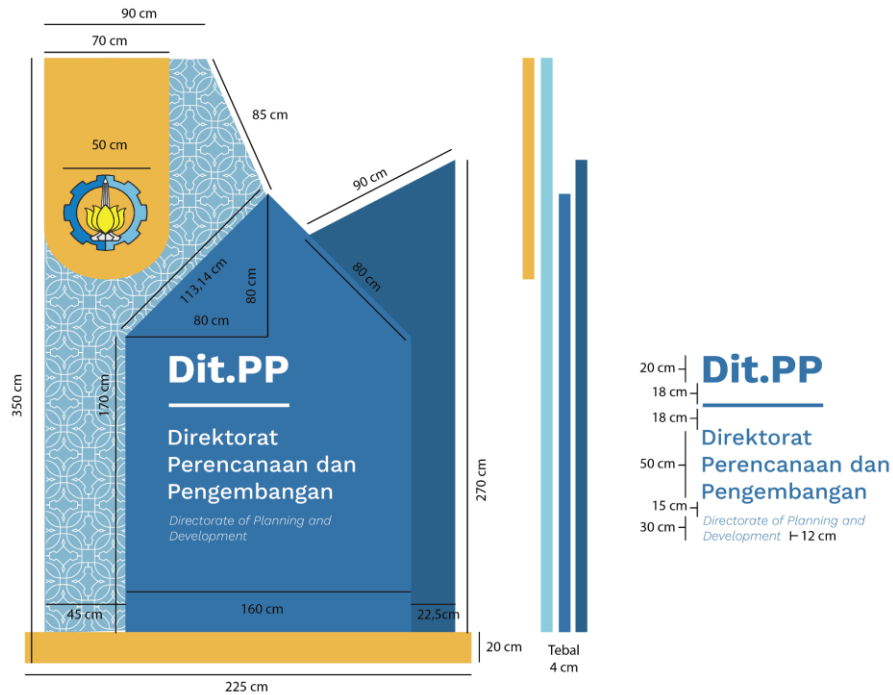 90 cm
70 cm
85 cm
50 cm
90 cm
113,14 cm
80 cm
80 cm
80 cm
350 cm
170 cm
270 cm
Dit.PP
Direktorat
Perencanaan dan
Pengembangan
Directorate of Planning and
Development
45 cm
160 cm
22,5cm
20 cm
225 cm
Tebal
4 cm
20 cm
18 cm
18 cm
50 cm
15 cm
30 cm
Dit.PP
Direktorat
Perencanaan dan
Pengembangan
Directorate of Planning and
Development
12 cm